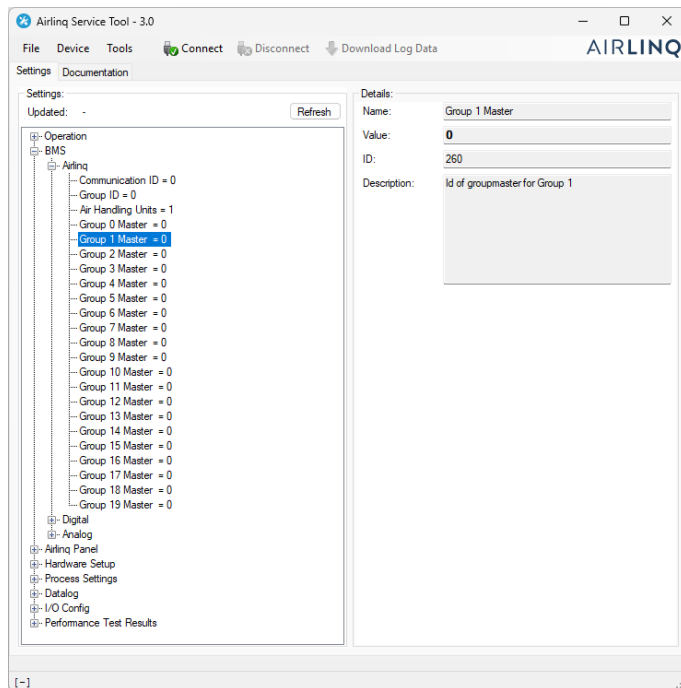 Airlinq Service Tool - 3.0
File Device Tools Connect Disconnect Download Log Data AIRLINQ
Settings Documentation
Settings:
Updated: - Refresh
Operation
BMS
Airlinq
Communication ID = 0
Group ID = 0
Air Handling Units = 1
Group 0 Master = 0
Group 1 Master = 0
Group 2 Master = 0
Group 3 Master = 0
Group 4 Master = 0
Group 5 Master = 0
Group 6 Master = 0
Group 7 Master = 0
Group 8 Master = 0
Group 9 Master = 0
Group 10 Master = 0
Group 11 Master = 0
Group 12 Master = 0
Group 13 Master = 0
Group 14 Master = 0
Group 15 Master = 0
Group 16 Master = 0
Group 17 Master = 0
Group 18 Master = 0
Group 19 Master = 0
Digital
Analog
Airlinq Panel
Hardware Setup
Process Settings
Datalog
I/O Config
Performance Test Results
Details:
Name: Group 1 Master
Value: 0
ID: 260
Description: Id of groupmaster for Group 1
[-]